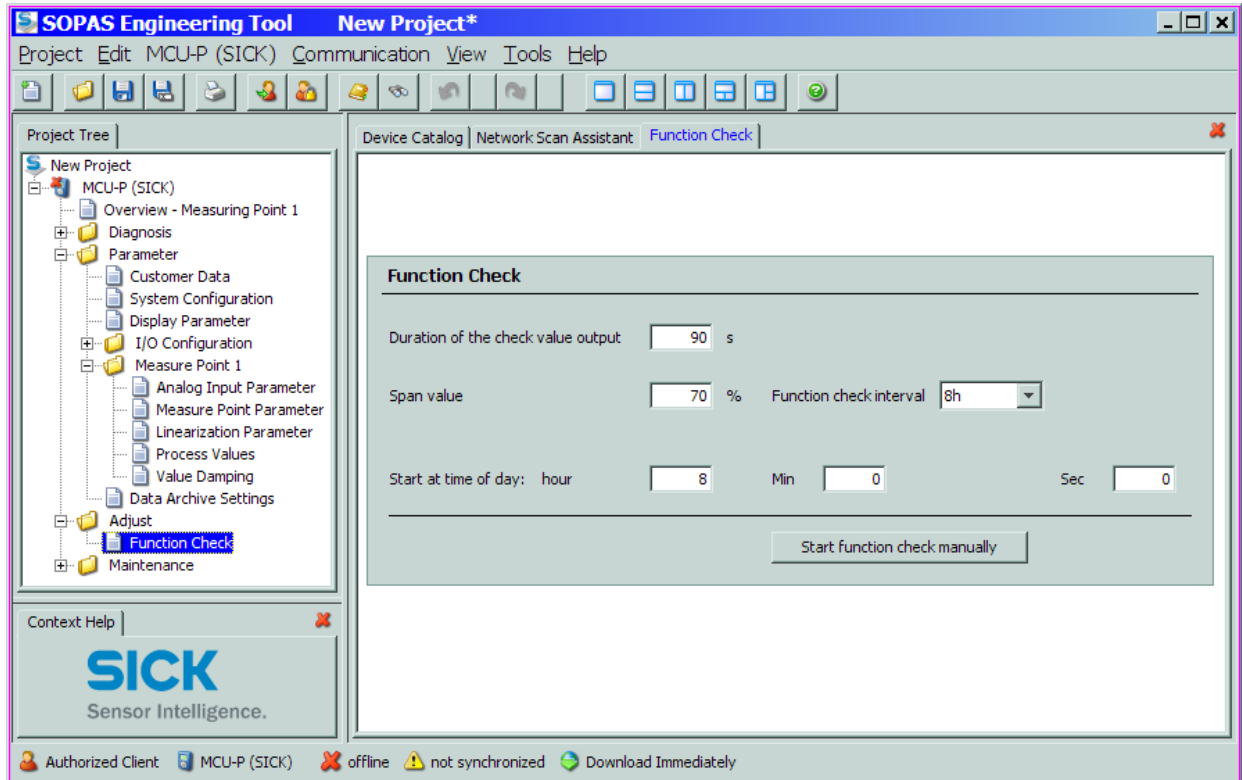 SOPAS Engineering Tool New Project*
Project Edit MCU-P (SICK) Communication View Tools Help
Project Tree
New Project
MCU-P (SICK)
Overview - Measuring Point 1
Diagnosis
Parameter
Customer Data
System Configuration
Display Parameter
I/O Configuration
Measure Point 1
Analog Input Parameter
Measure Point Parameter
Linearization Parameter
Process Values
Value Damping
Data Archive Settings
Adjust
Function Check
Maintenance
Context Help
SICK
Sensor Intelligence.
Device Catalog Network Scan Assistant Function Check
Function Check
Duration of the check value output 90 s
Span value 70 % Function check interval 8h
Start at time of day: hour 8 Min 0 Sec 0
Start function check manually
Authorized Client MCU-P (SICK) offline not synchronized Download Immediately